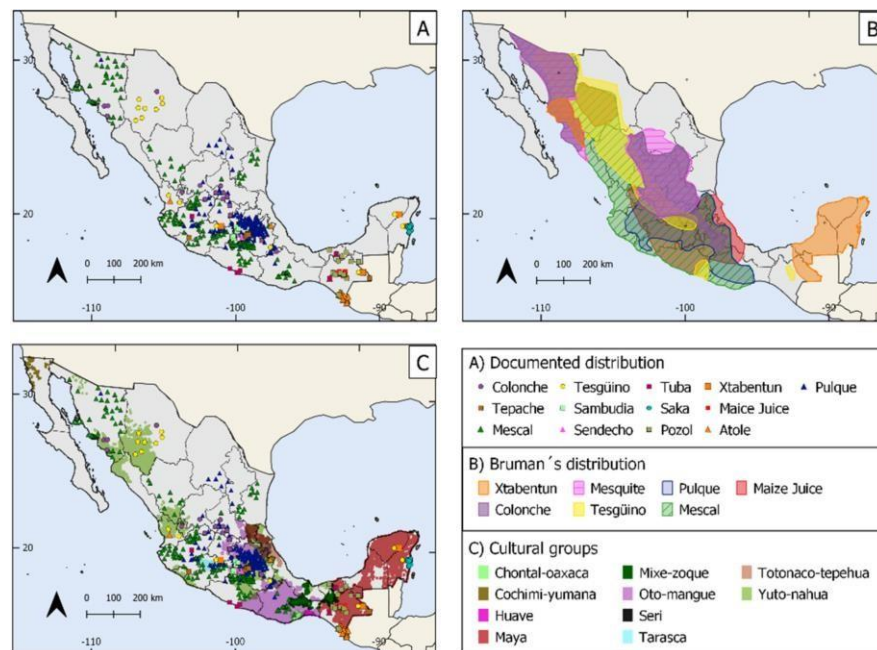 A
30
20
0 100 200 km
-110
-100
-90
B
30
20
0 100 200 km
-110
-100
-90
C
30
20
0 100 200 km
-110
-100
-90
A) Documented distribution
Colonche Tesgüino Tuba Xtabentun Pulque
Tepache Sambudia Saka Maice Juice
Mescal Sendecho Pozol Atole
B) Bruman´s distribution
Xtabentun Mesquite Pulque Maize Juice
Colonche Tesgüino Mescal
C) Cultural groups
Chontal-oaxaca Mixe-zoque Totonaco-tepehua
Cochimi-yumana Oto-mangue Yuto-nahua
Huave Seri
Maya Tarasca